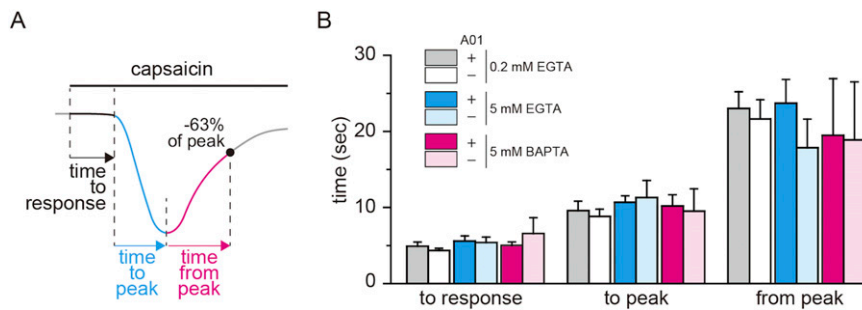 A
capsaicin
-63%
of peak
time
to
response
time
to
peak
time
from
peak
B
A01
+
−
0.2 mM EGTA
+
−
5 mM EGTA
+
−
5 mM BAPTA
time (sec)
30
20
10
0
to response
to peak
from peak